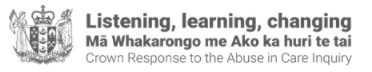 Listening, learning, changing
Mā Whakarongo me Ako ka huri te tai
Crown Response to the Abuse in Care Inquiry